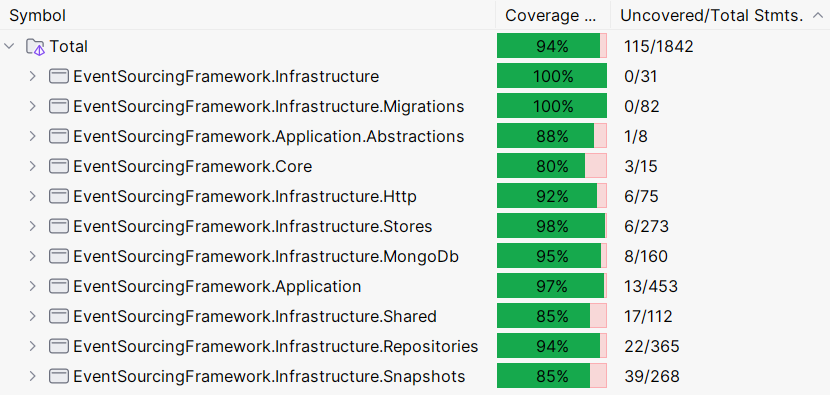 Symbol Coverage ... Uncovered/Total Stmts.
Total 94% 115/1842
EventSourcingFramework.Infrastructure 100% 0/31
EventSourcingFramework.Infrastructure.Migrations 100% 0/82
EventSourcingFramework.Application.Abstractions 88% 1/8
EventSourcingFramework.Core 80% 3/15
EventSourcingFramework.Infrastructure.Http 92% 6/75
EventSourcingFramework.Infrastructure.Stores 98% 6/273
EventSourcingFramework.Infrastructure.MongoDb 95% 8/160
EventSourcingFramework.Application 97% 13/453
EventSourcingFramework.Infrastructure.Shared 85% 17/112
EventSourcingFramework.Infrastructure.Repositories 94% 22/365
EventSourcingFramework.Infrastructure.Snapshots 85% 39/268